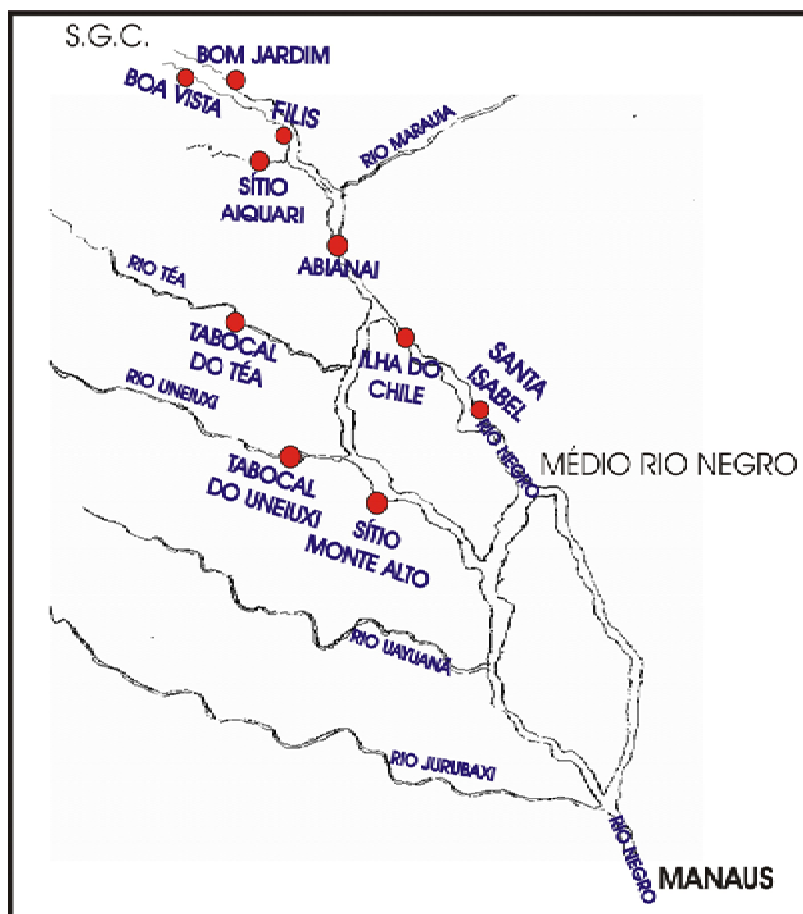 S.G.C.
BOM JARDIM
BOA VISTA
FILIS
RIO MARAUIA
SÍTIO
AIQUARI
ABIANAI
RIO TÉA
TABOCAL
DO TÉA
ILHA DO
CHILE
SANTA
ISABEL
RIO UNEIUXI
RIO NEGRO
MÉDIO RIO NEGRO
TABOCAL
DO UNEIUXI
SÍTIO
MONTE ALTO
RIO UAYUANÃ
RIO JURUBAXI
RIO NEGRO
MANAUS